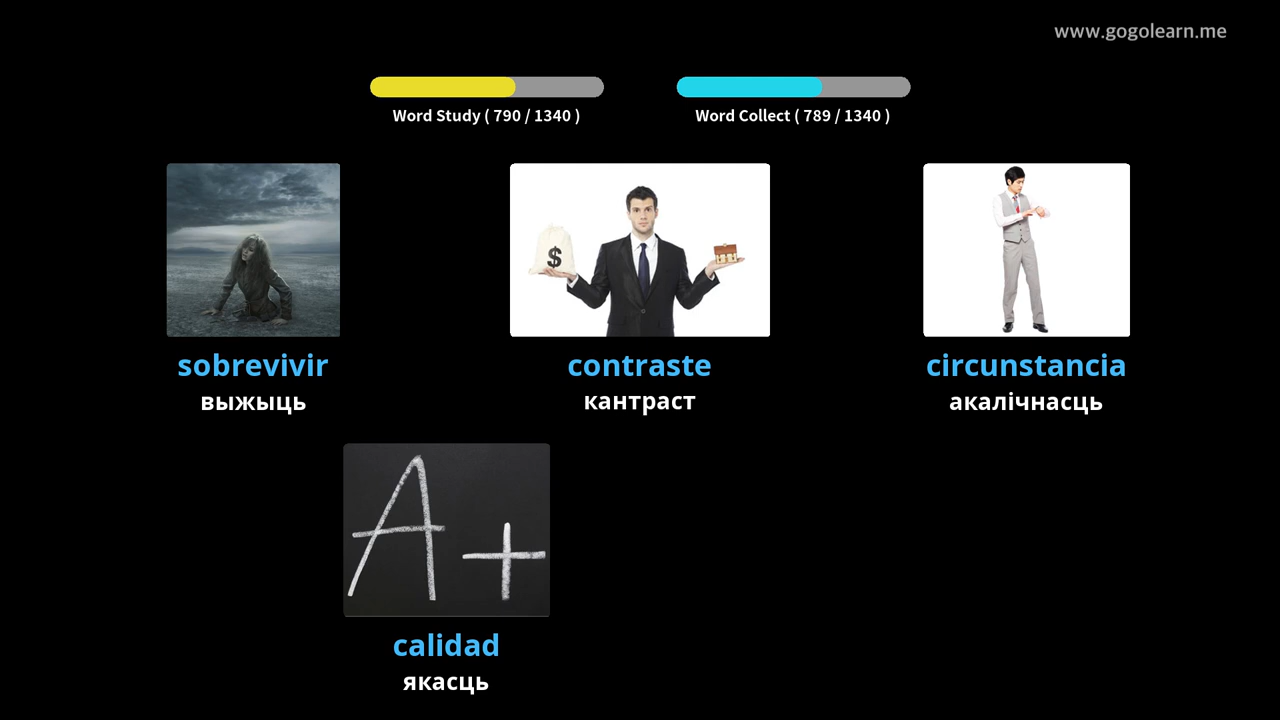 www.gogolearn.me
Word Study ( 790 / 1340 )
Word Collect ( 789 / 1340 )
$
sobrevivir
выжыць
contraste
кантраст
circunstancia
акалічнасць
A+
calidad
якасць